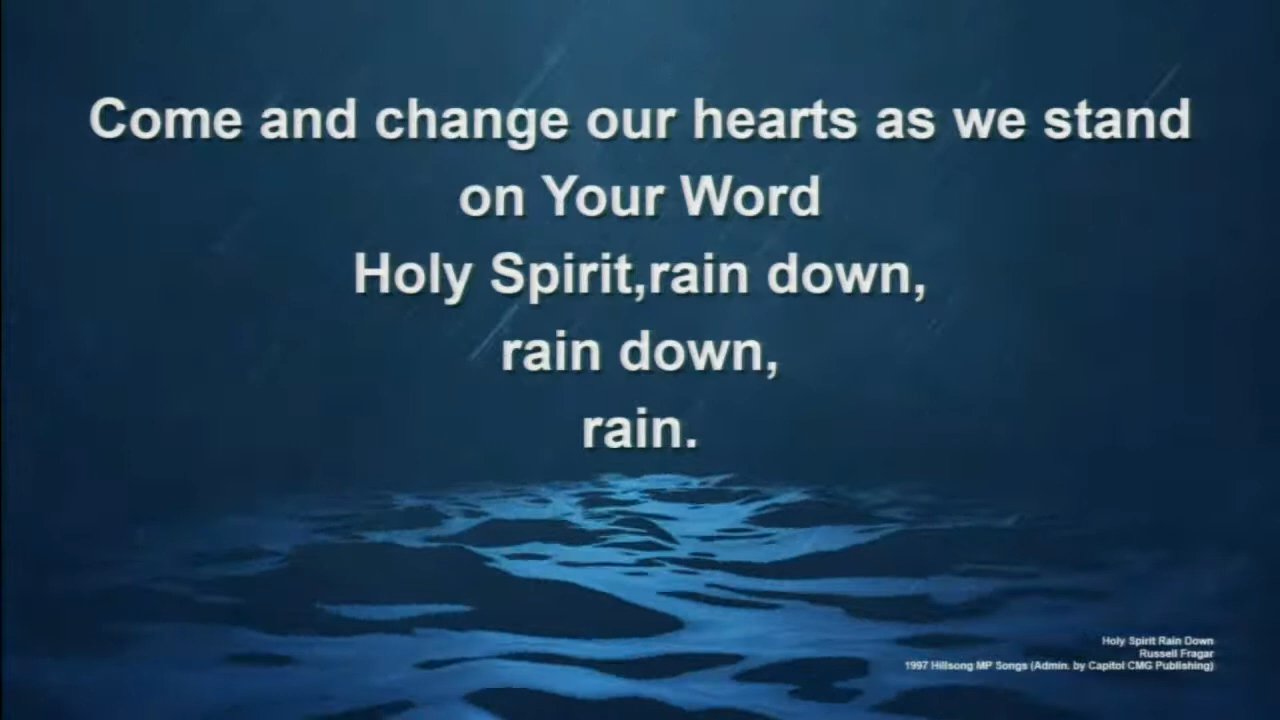 Come and change our hearts as we stand
on Your Word
Holy Spirit,rain down,
rain down,
rain.
Holy Spirit Rain Down
Russell Fragar
1997 Hillsong MP Songs (Admin. by Capitol CMG Publishing)